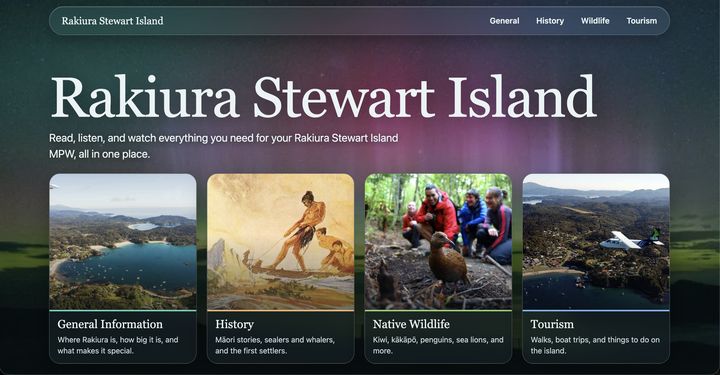 Rakiura Stewart Island
General History Wildlife Tourism
Rakiura Stewart Island
Read, listen, and watch everything you need for your Rakiura Stewart Island
MPW, all in one place.
General Information
Where Rakiura is, how big it is, and
what makes it special.
History
Māori stories, sealers and whalers,
and the first settlers.
Native Wildlife
Kiwi, kākāpō, penguins, sea lions, and
more.
Tourism
Walks, boat trips, and things to do on
the island.